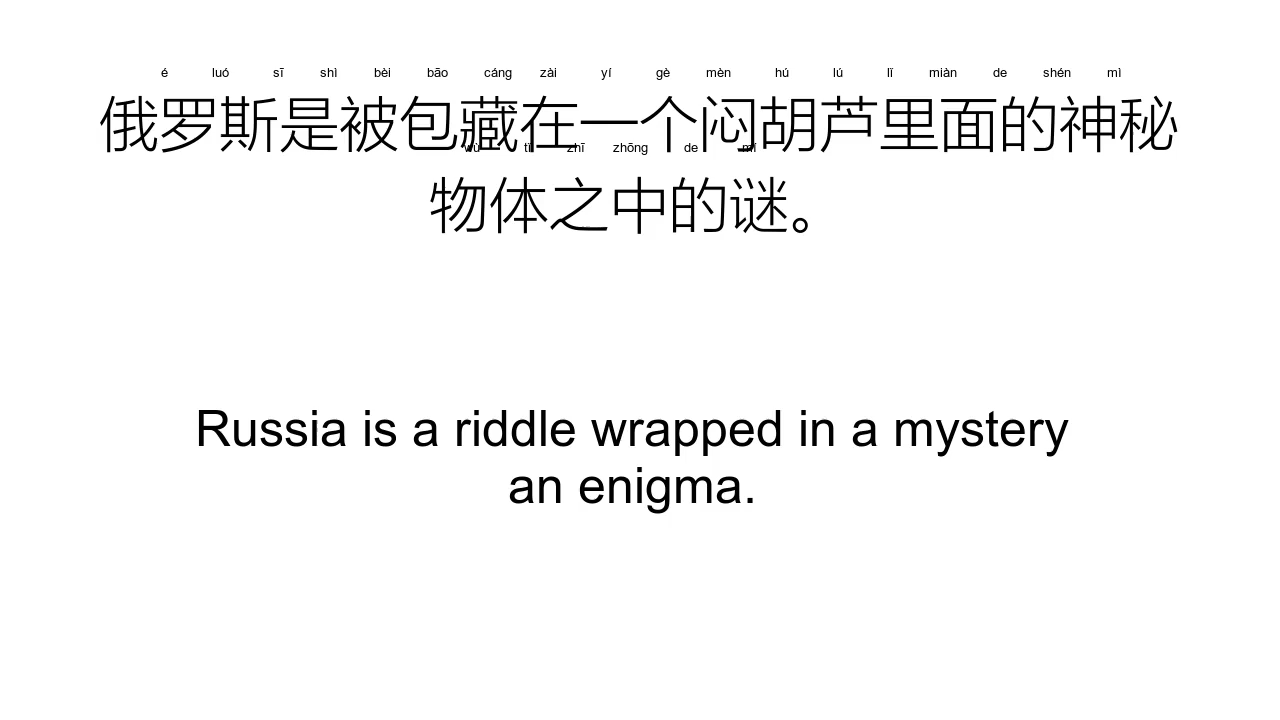 é luó sī shì bèi bāo cáng zài yí gè mèn hú lú lǐ miàn de shén mì
俄罗斯是被包藏在一个闷胡芦里面的神秘
wù tǐ zhī zhōng de mí
物体之中的谜。
Russia is a riddle wrapped in a mystery
an enigma.